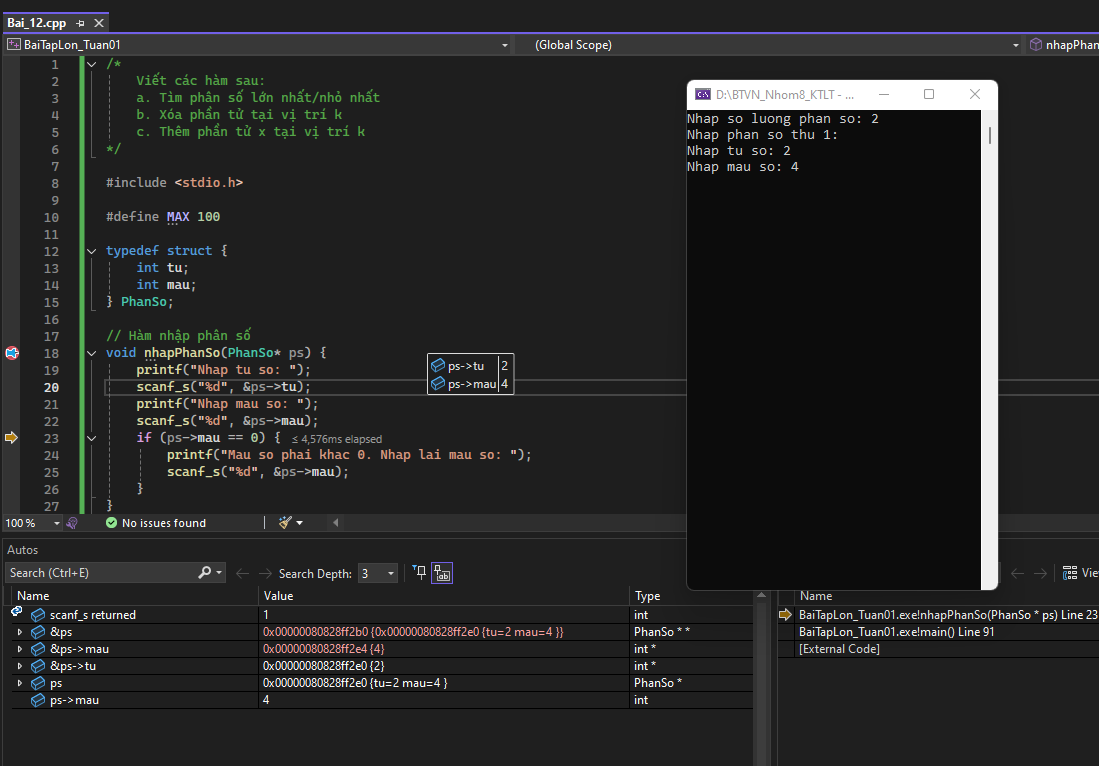 Bai_12.cpp
BaiTapLon_Tuan01
(Global Scope)
nhapPhan
1 /*
2 Viết các hàm sau:
3 a. Tìm phân số lớn nhất/nhỏ nhất
4 b. Xóa phần tử tại vị trí k
5 c. Thêm phần tử x tại vị trí k
6 */
7
8 #include <stdio.h>
9
10 #define MAX 100
11
12 typedef struct {
13 int tu;
14 int mau;
15 } PhanSo;
16
17 // Hàm nhập phân số
18 void nhapPhanSo(PhanSo* ps) {
19 printf("Nhap tu so: ");
20 scanf_s("%d", &ps->tu);
21 printf("Nhap mau so: ");
22 scanf_s("%d", &ps->mau);
23 if (ps->mau == 0) { ≤ 4,576ms elapsed
24 printf("Mau so phai khac 0. Nhap lai mau so: ");
25 scanf_s("%d", &ps->mau);
26 }
27 }
ps->tu 2
ps->mau 4
D:\BTVN_Nhom8_KTLT - ...
Nhap so luong phan so: 2
Nhap phan so thu 1:
Nhap tu so: 2
Nhap mau so: 4
100 %
No issues found
Autos
Search (Ctrl+E)
Search Depth: 3
Name Value Type
scanf_s returned 1 int
&ps 0x00000080828ff2b0 {0x00000080828ff2e0 {tu=2 mau=4 }} PhanSo * *
&ps->mau 0x00000080828ff2e4 {4} int *
&ps->tu 0x00000080828ff2e0 {2} int *
ps 0x00000080828ff2e0 {tu=2 mau=4 } PhanSo *
ps->mau 4 int
Vie
Name
BaiTapLon_Tuan01.exe!nhapPhanSo(PhanSo * ps) Line 23
BaiTapLon_Tuan01.exe!main() Line 91
[External Code]